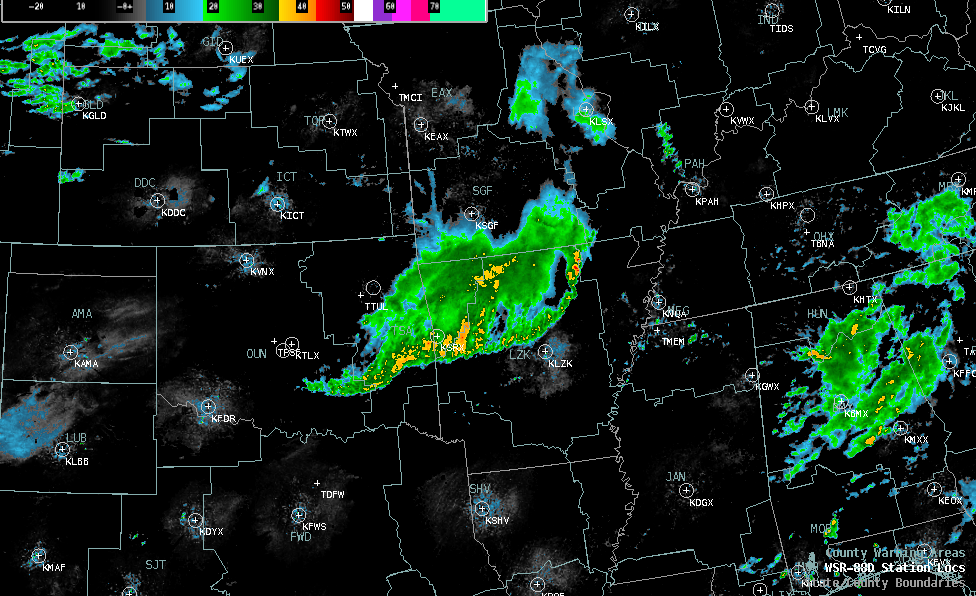 -20 10 -+0 10 20 30 40 50 60 70
KILN
IND
KILX
TIDS
TCVG
GID
KUEX
TMCI
EAX
JKL
KJKL
GLD
KGLD
TOP
KTWX
KEAX
KLSX
KVWX
KLVX
LMK
PAH
DDC
ICT
SGF
KPAH
KHPX
KDDC
KICT
KSGF
OHX
TBNA
KVNX
TTUL
KHTX
KNQA
AMA
HUN
TSA
TMEM
OUN
KTLX
LZK
KLZK
KAMA
KFFC
KGWX
KFDR
KBMX
KMXX
LUB
KLBB
JAN
SHV
TDFW
KDGX
KEOX
KSHV
KDYX
KFWS
FWD
MOB
KMAF
SJT
County Warning Areas
WSR-88D Station Locs
County Boundaries